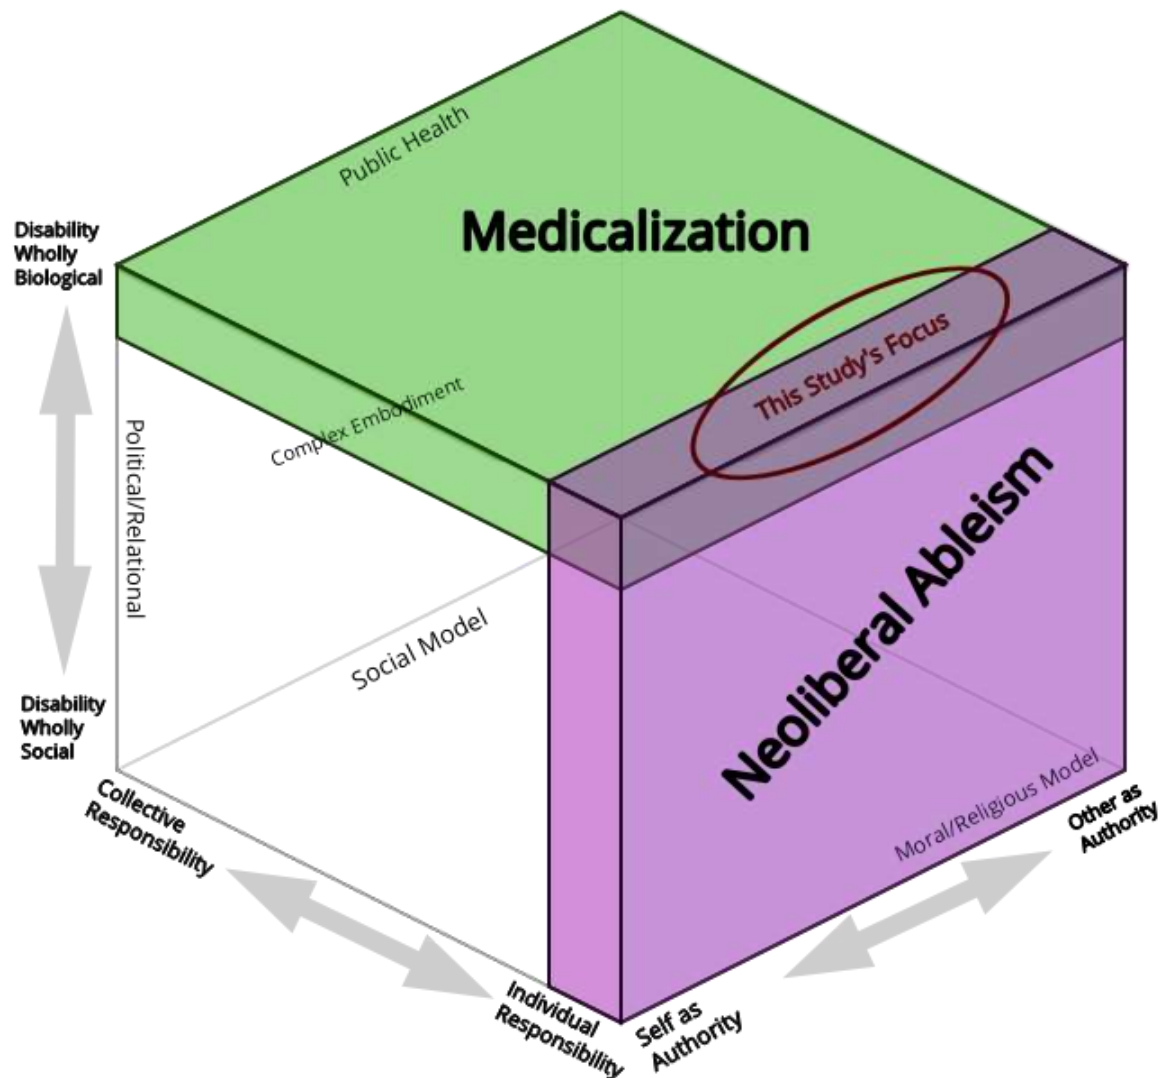 Public Health
Medicalization
Disability
Wholly
Biological
This Study's Focus
Complex Embodiment
Political/Relational
Neoliberal Ableism
Social Model
Disability
Wholly
Social
Moral/Religious Model
Collective
Responsibility
Other as
Authority
Individual
Responsibility
Self as
Authority